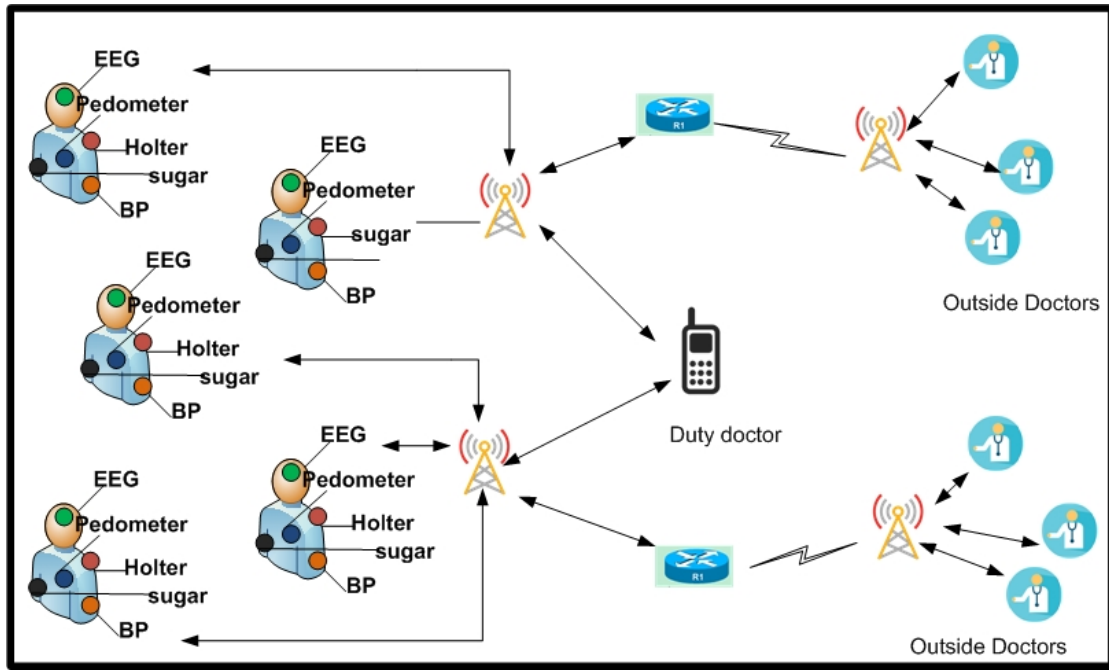 EEG
Pedometer
Holter
sugar
BP
EEG
Pedometer
sugar
BP
EEG
Pedometer
Holter
sugar
BP
EEG
Pedometer
Holter
sugar
BP
EEG
Pedometer
Holter
sugar
BP
R1
Outside Doctors
Duty doctor
R1
Outside Doctors